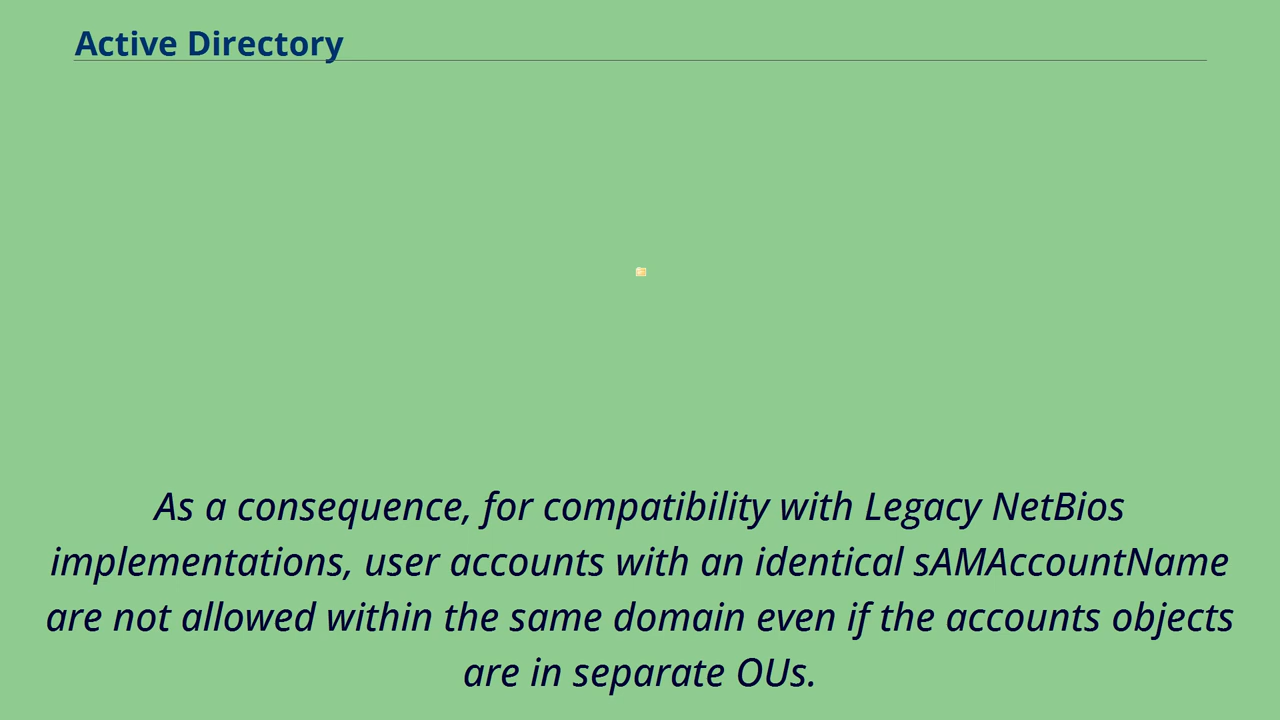 Active Directory
As a consequence, for compatibility with Legacy NetBios
implementations, user accounts with an identical sAMAccountName
are not allowed within the same domain even if the accounts objects
are in separate OUs.